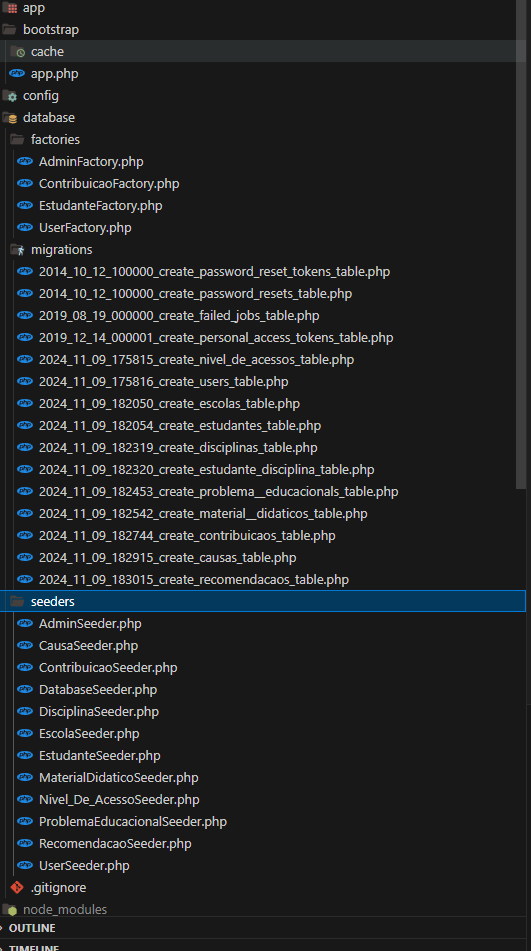 app
bootstrap
cache
app.php
config
database
factories
AdminFactory.php
ContribuicaoFactory.php
EstudanteFactory.php
UserFactory.php
migrations
2014_10_12_100000_create_password_reset_tokens_table.php
2014_10_12_100000_create_password_resets_table.php
2019_08_19_000000_create_failed_jobs_table.php
2019_12_14_000001_create_personal_access_tokens_table.php
2024_11_09_175815_create_nivel_de_acessos_table.php
2024_11_09_175816_create_users_table.php
2024_11_09_182050_create_escolas_table.php
2024_11_09_182054_create_estudantes_table.php
2024_11_09_182319_create_disciplinas_table.php
2024_11_09_182320_create_estudante_disciplina_table.php
2024_11_09_182453_create_problema__educacionals_table.php
2024_11_09_182542_create_material__didaticos_table.php
2024_11_09_182744_create_contribuicaos_table.php
2024_11_09_182915_create_causas_table.php
2024_11_09_183015_create_recomendacaos_table.php
seeders
AdminSeeder.php
CausaSeeder.php
ContribuicaoSeeder.php
DatabaseSeeder.php
DisciplinaSeeder.php
EscolaSeeder.php
EstudanteSeeder.php
MaterialDidaticoSeeder.php
Nivel_De_AcessoSeeder.php
ProblemaEducacionalSeeder.php
RecomendacaoSeeder.php
UserSeeder.php
.gitignore
node_modules
OUTLINE
TIMELINE